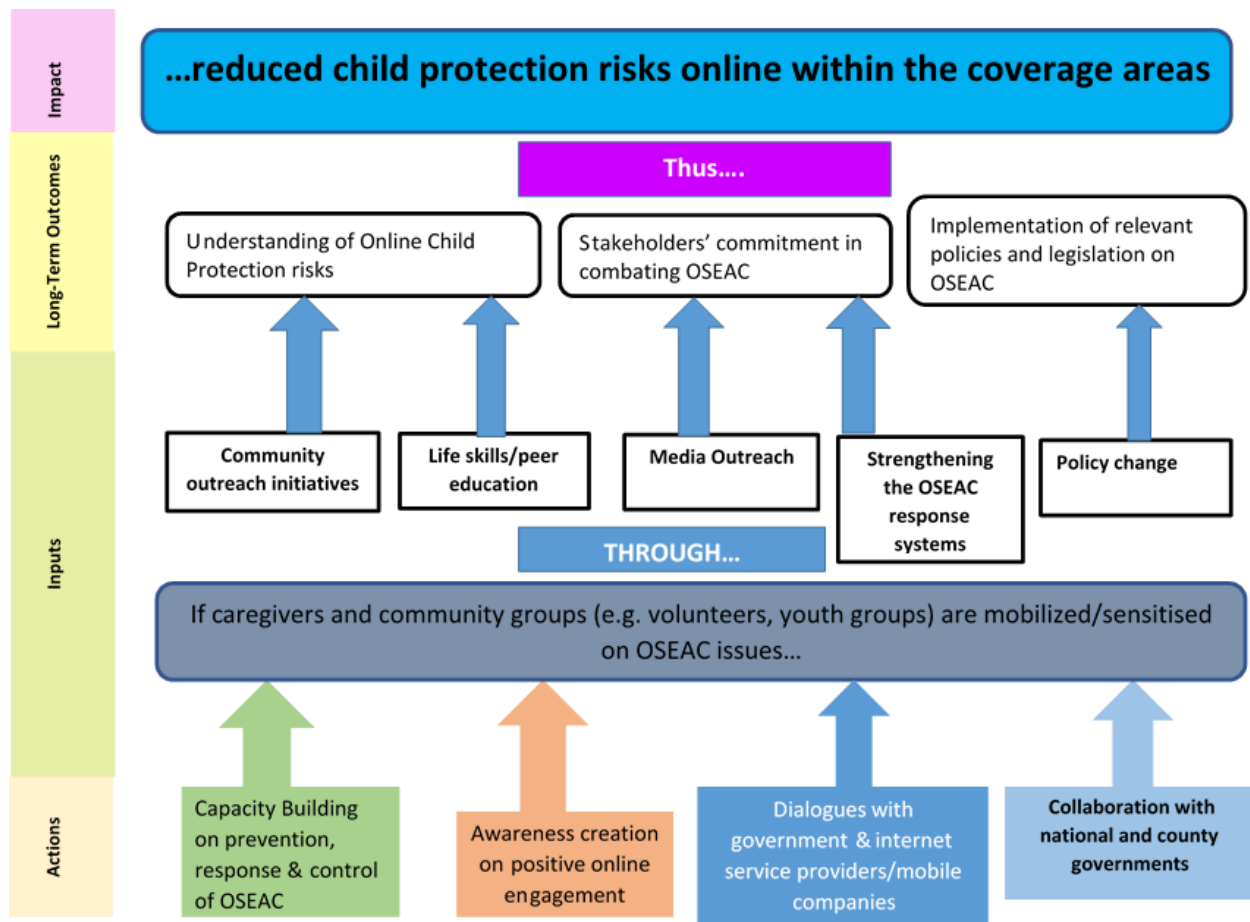 Impact
…reduced child protection risks online within the coverage areas
Long-Term Outcomes
Thus….
Understanding of Online Child
Protection risks
Stakeholders’ commitment in
combating OSEAC
Implementation of relevant
policies and legislation on
OSEAC
Inputs
Community
outreach initiatives
Life skills/peer
education
Media Outreach
Strengthening
the OSEAC
response
systems
Policy change
THROUGH…
If caregivers and community groups (e.g. volunteers, youth groups) are mobilized/sensitised
on OSEAC issues…
Actions
Capacity Building
on prevention,
response & control
of OSEAC
Awareness creation
on positive online
engagement
Dialogues with
government & internet
service providers/mobile
companies
Collaboration with
national and county
governments